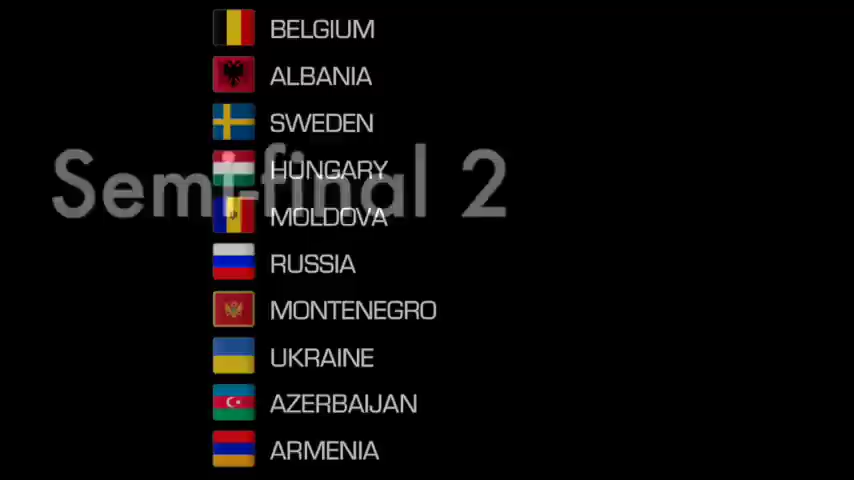 BELGIUM
ALBANIA
SWEDEN
HUNGARY
Semi-final 2
MOLDOVA
RUSSIA
MONTENEGRO
UKRAINE
AZERBAIJAN
ARMENIA